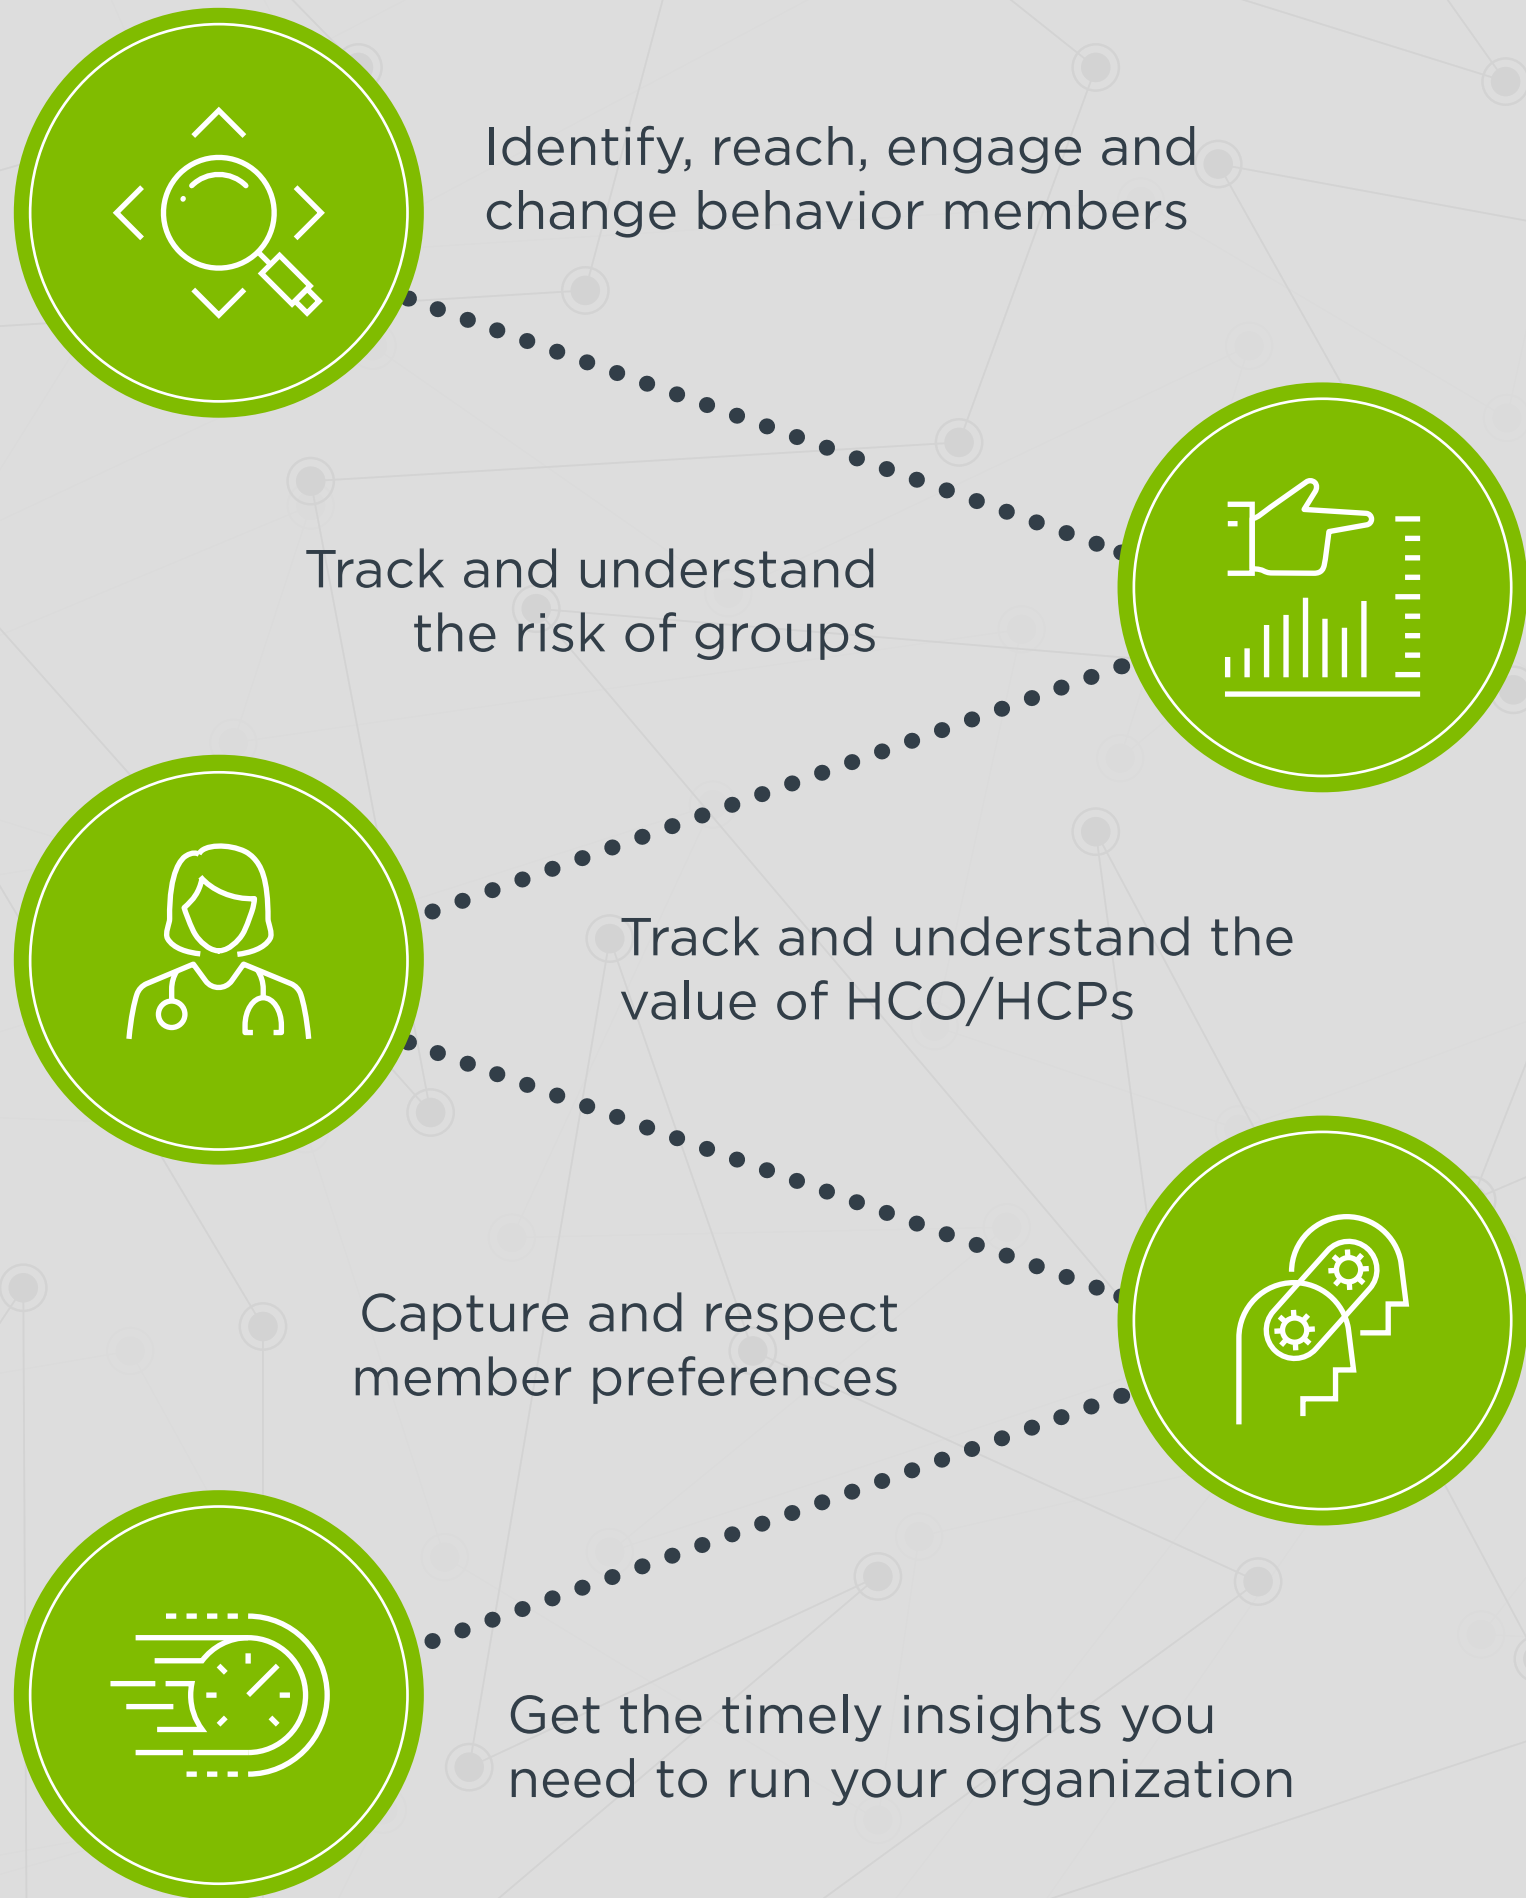 Identify, reach, engage and
change behavior members
Track and understand
the risk of groups
Track and understand the
value of HCO/HCPs
Capture and respect
member preferences
Get the timely insights you
need to run your organization